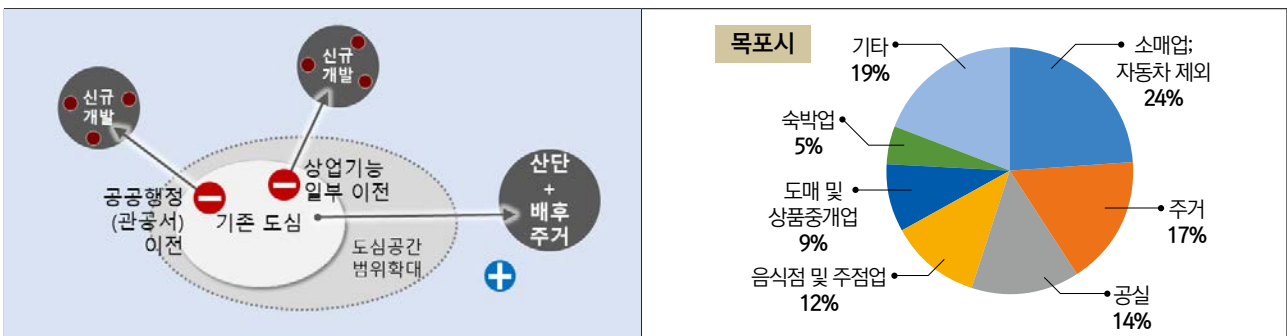 신규
개발
신규
개발
공공행정
(관공서)
이전
상업기능
일부 이전
기존 도심
도심공간
범위확대
산단
+
배후
주거
목포시
기타
19%
소매업;
자동차 제외
24%
숙박업
5%
도매 및
상품중개업
9%
주거
17%
음식점 및 주점업
12%
공실
14%